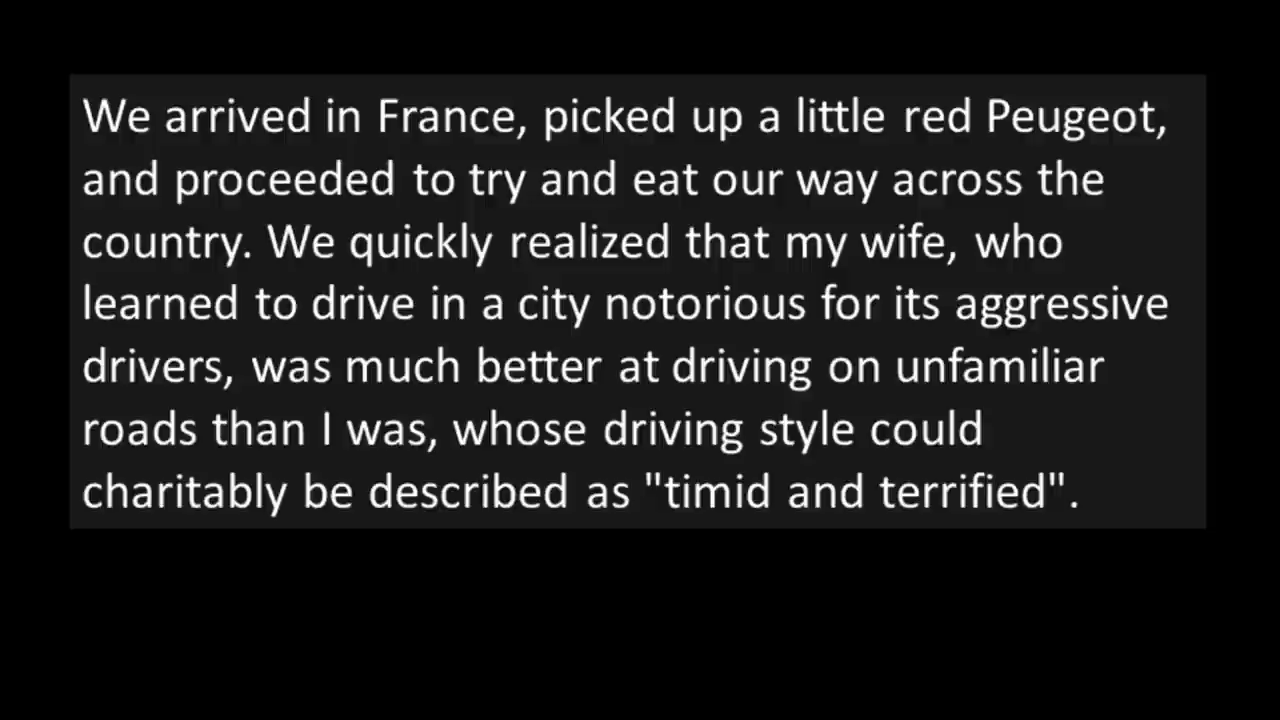 We arrived in France, picked up a little red Peugeot,
and proceeded to try and eat our way across the
country. We quickly realized that my wife, who
learned to drive in a city notorious for its aggressive
drivers, was much better at driving on unfamiliar
roads than I was, whose driving style could
charitably be described as "timid and terrified".